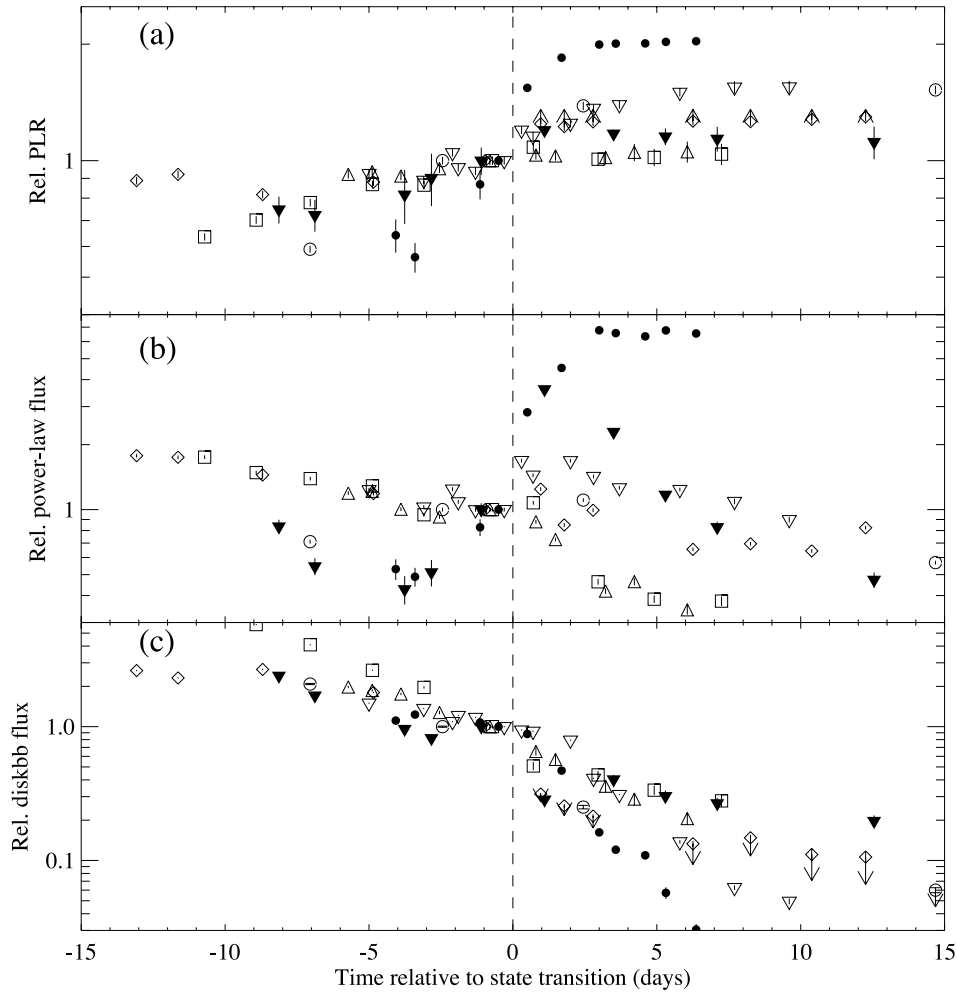 (a)
Rel. PLR
1
(b)
Rel. power-law flux
1
(c)
Rel. diskbb flux
1.0
0.1
-15 -10 -5 0 5 10 15
Time relative to state transition (days)